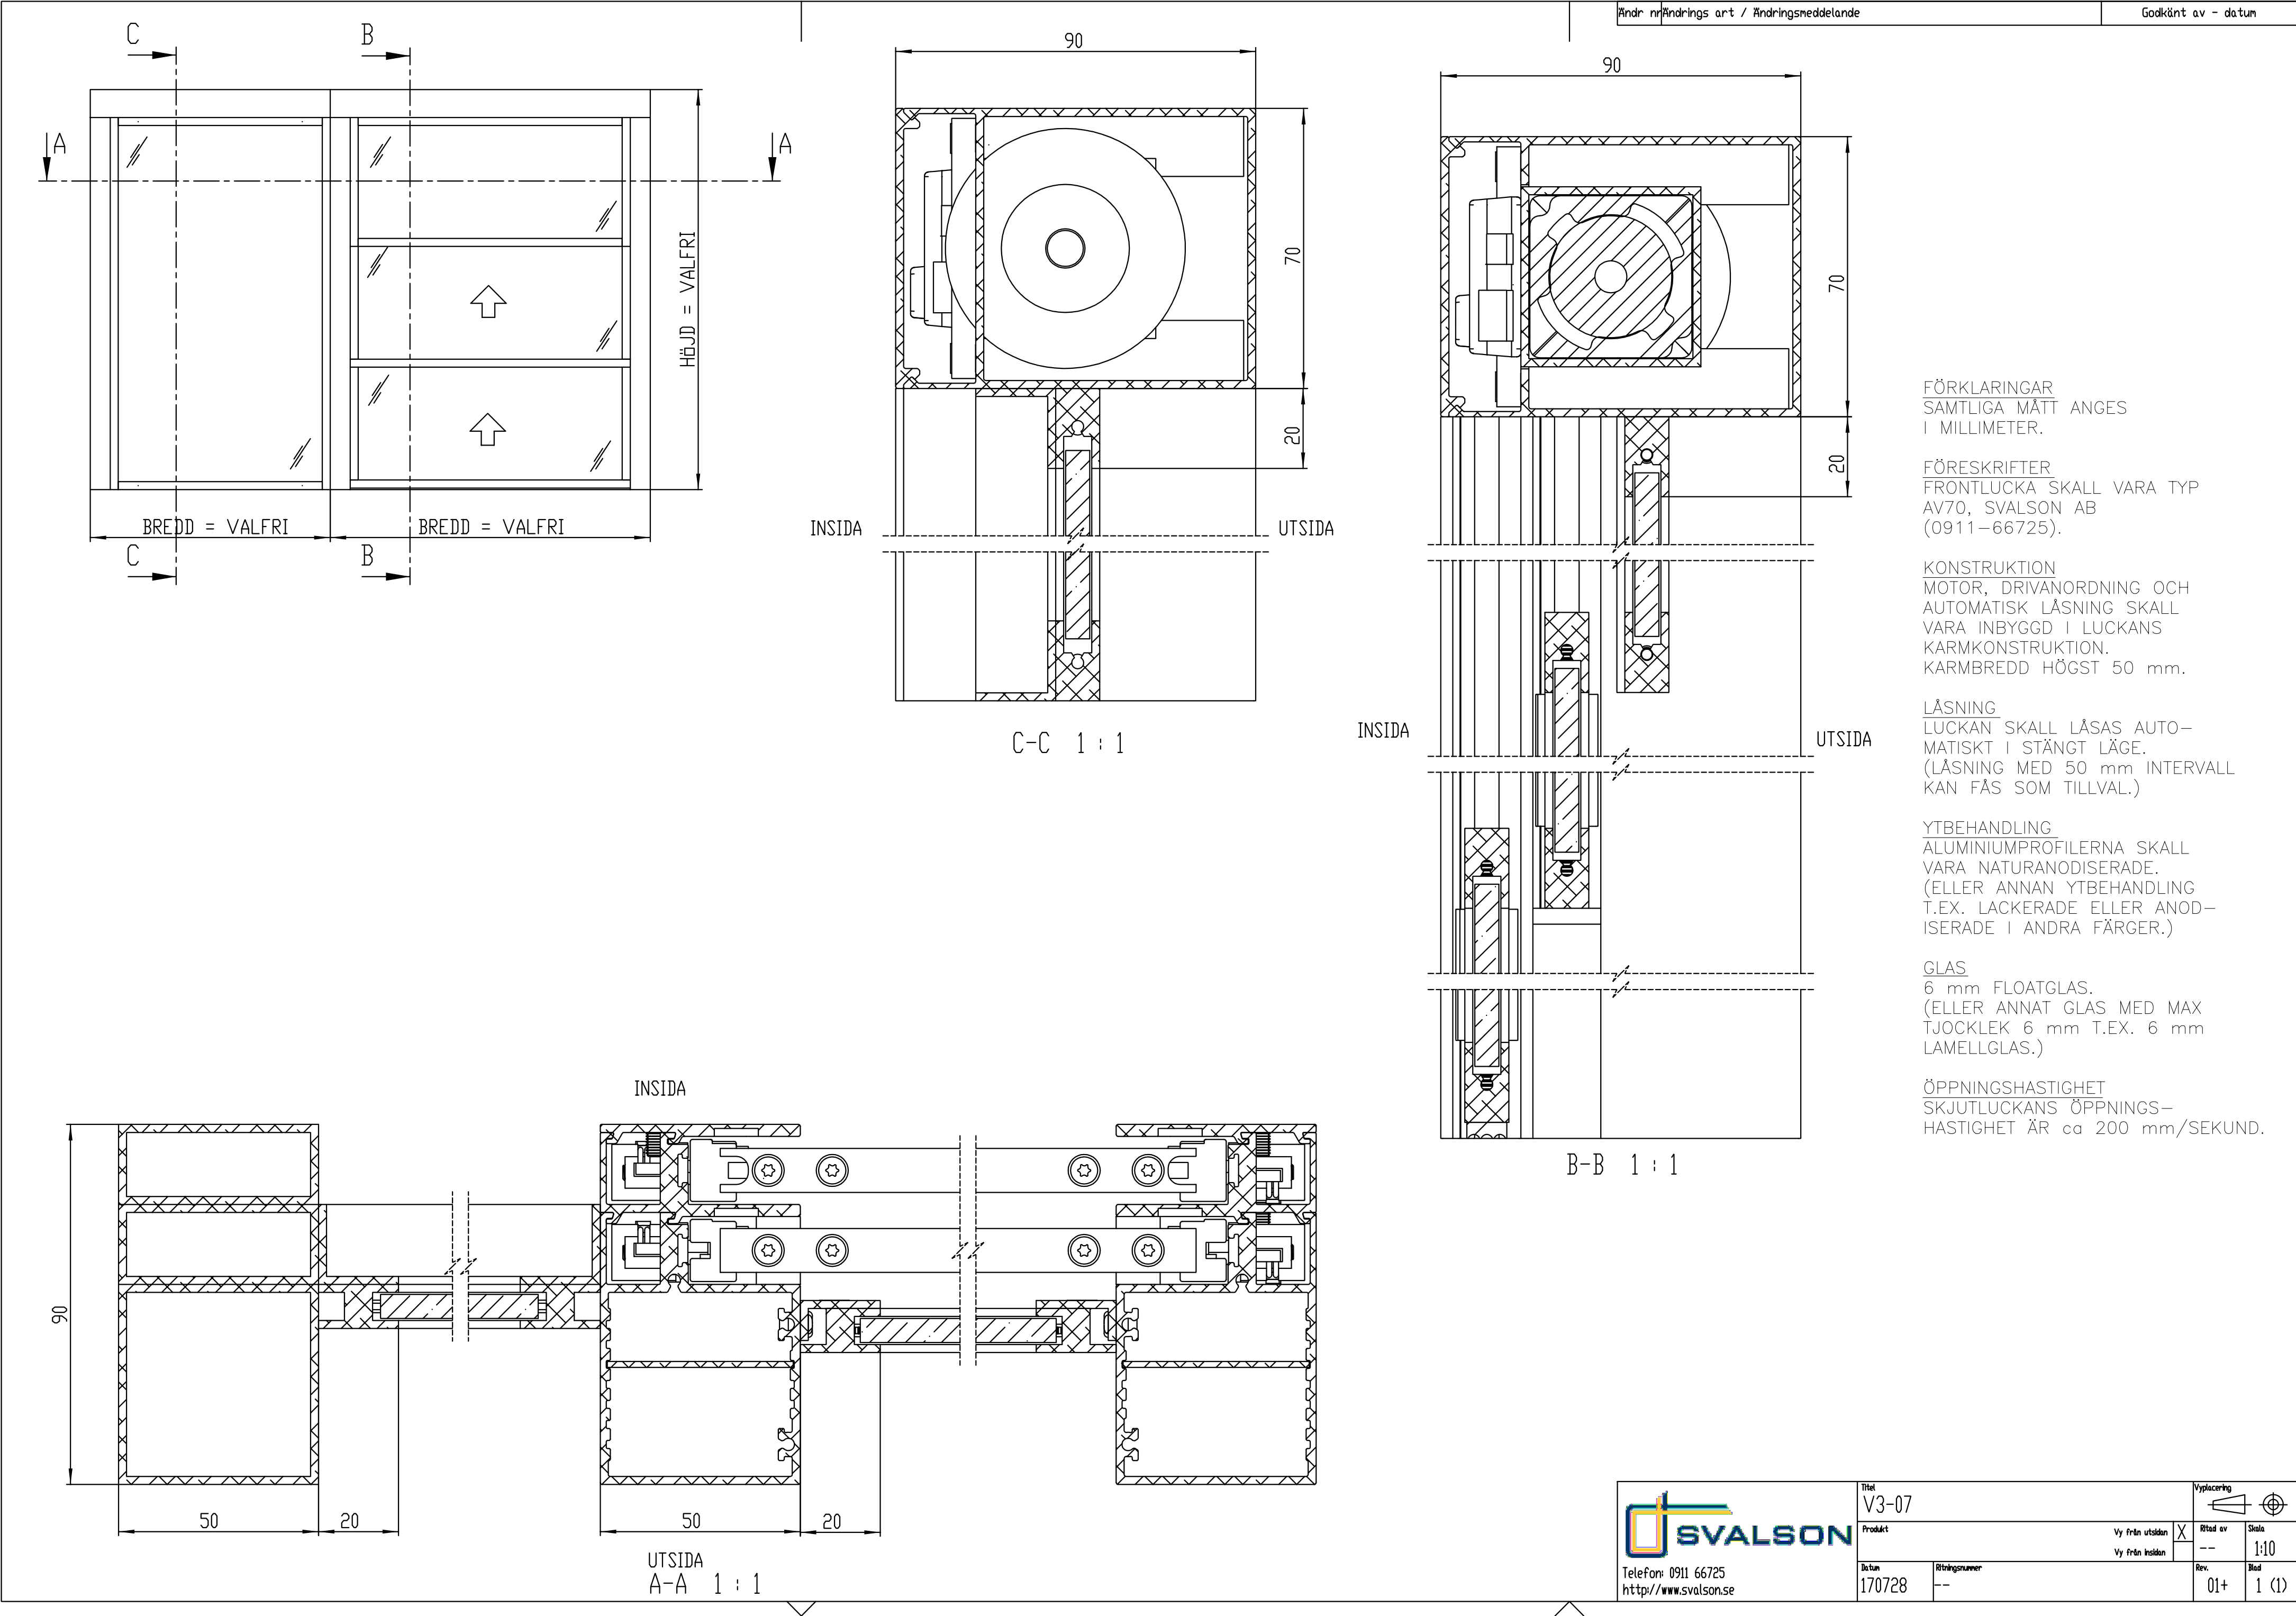 Ändr nr Ändrings art / Ändringsmeddelande Godkänt av - datum
C B
A A
HÖJD = VALFRI
BREDD = VALFRI BREDD = VALFRI
C B
90
70
20
INSIDA UTSIDA
C-C 1 : 1
90
70
20
INSIDA UTSIDA
B-B 1 : 1
FÖRKLARINGAR
SAMTLIGA MÅTT ANGES
I MILLIMETER.
FÖRESKRIFTER
FRONTLUCKA SKALL VARA TYP
AV70, SVALSON AB
(0911-66725).
KONSTRUKTION
MOTOR, DRIVANORDNING OCH
AUTOMATISK LÅSNING SKALL
VARA INBYGGD I LUCKANS
KARMKONSTRUKTION.
KARMBREDD HÖGST 50 mm.
LÅSNING
LUCKAN SKALL LÅSAS AUTO-
MATISKT I STÄNGT LÄGE.
(LÅSNING MED 50 mm INTERVALL
KAN FÅS SOM TILLVAL.)
YTBEHANDLING
ALUMINIUMPROFILERNA SKALL
VARA NATURANODISERADE.
(ELLER ANNAN YTBEHANDLING
T.EX. LACKERADE ELLER ANOD-
ISERADE I ANDRA FÄRGER.)
GLAS
6 mm FLOATGLAS.
(ELLER ANNAT GLAS MED MAX
TJOCKLEK 6 mm T.EX. 6 mm
LAMELLGLAS.)
ÖPPNINGSHASTIGHET
SKJUTLUCKANS ÖPPNINGS-
HASTIGHET ÄR ca 200 mm/SEKUND.
INSIDA
90
50 20 50 20
UTSIDA
A-A 1 : 1
SVALSON
Telefon: 0911 66725
http://www.svalson.se
Titel
V3-07
Vyplacering
Produkt
Vy från utsidan X
Vy från insidan
Ritad av
--
Skala
1:10
Datum
170728
Ritningsnummer
--
Rev.
01+
Blad
1 (1)